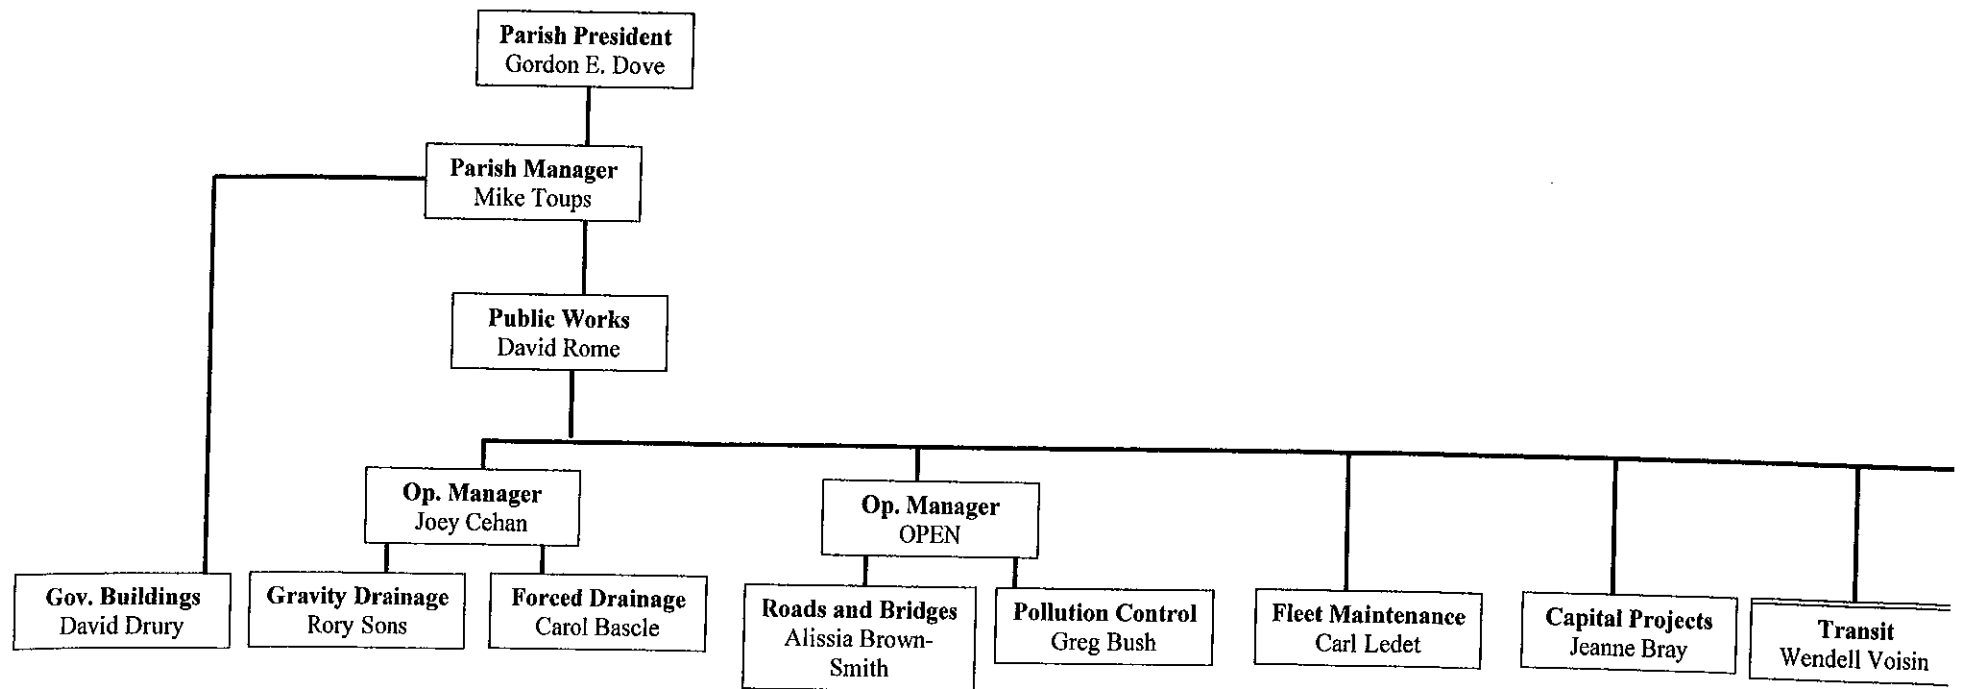 Parish President
Gordon E. Dove
Parish Manager
Mike Toups
Public Works
David Rome
Op. Manager
Joey Cehan
Op. Manager
OPEN
Gov. Buildings
David Drury
Gravity Drainage
Rory Sons
Forced Drainage
Carol Bascle
Roads and Bridges
Alissia Brown-
Smith
Pollution Control
Greg Bush
Fleet Maintenance
Carl Ledet
Capital Projects
Jeanne Bray
Transit
Wendell Voisin